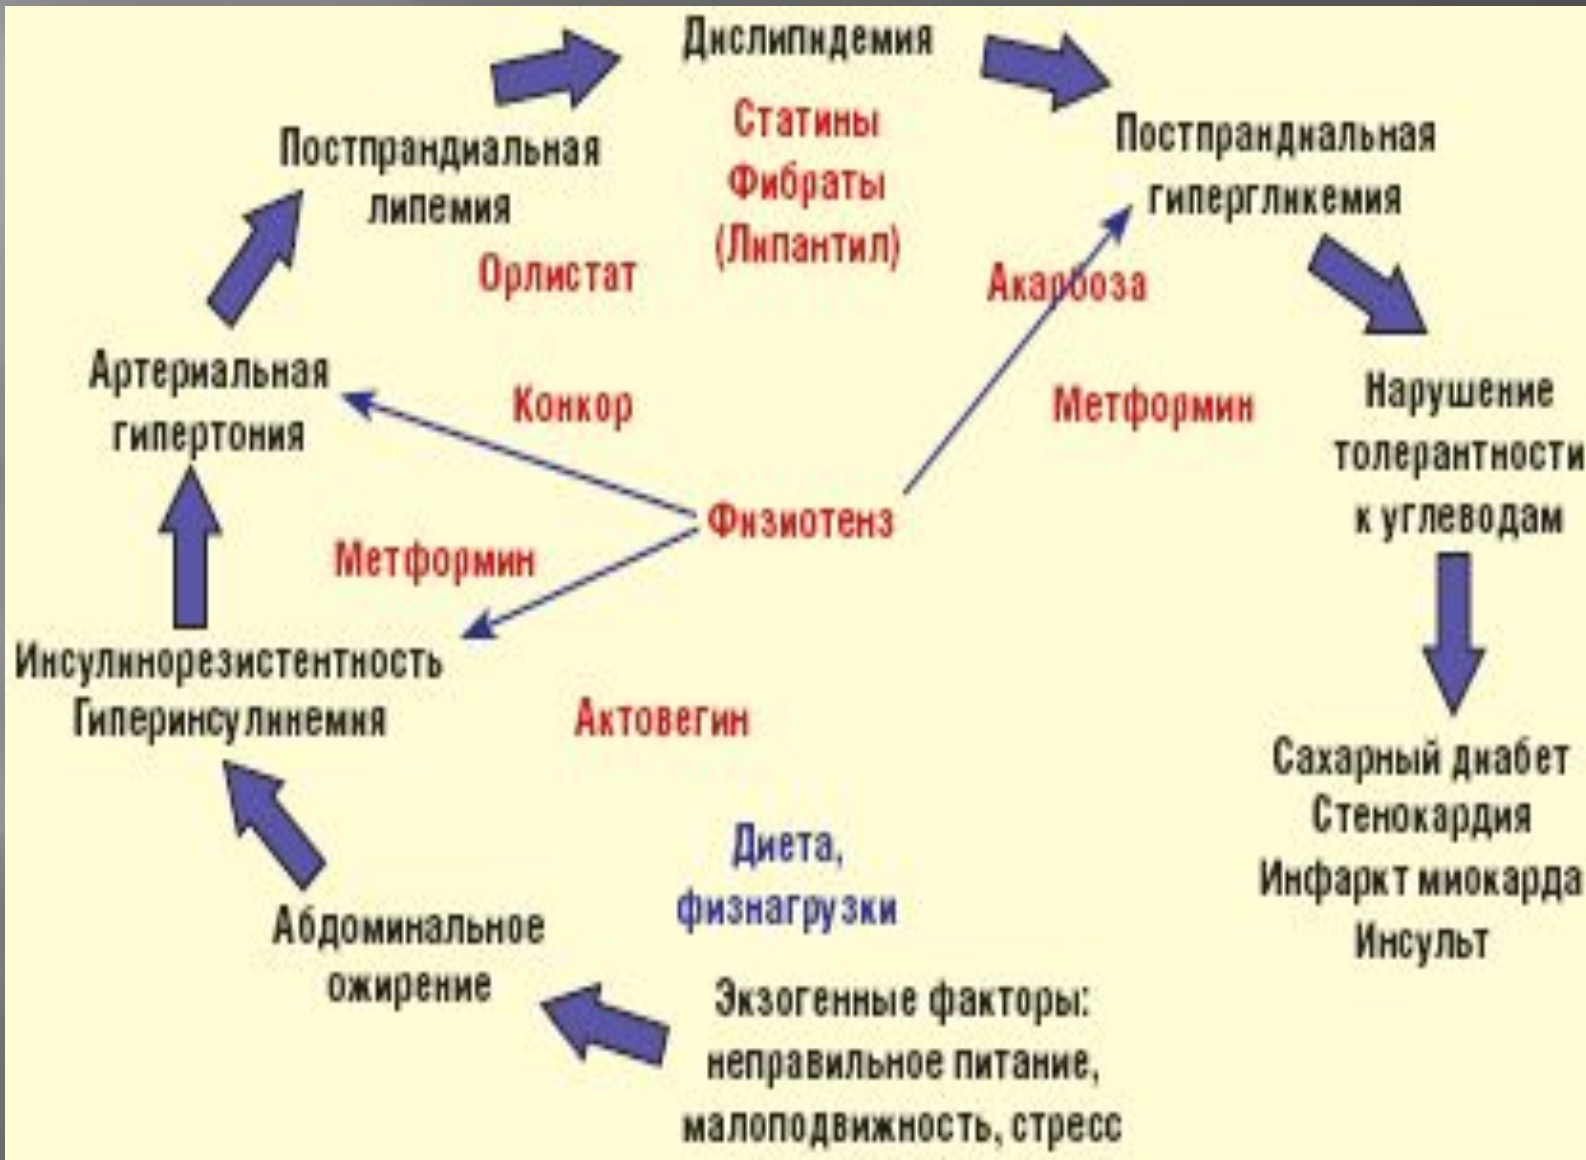 Дислипидемия
Статины
Фибраты
(Липантил)
Постпрандиальная
липемия
Орлистат
Постпрандиальная
гипергликемия
Акарбоза
Артериальная
гипертония
Конкор
Метформин
Нарушение
толерантности
к углеводам
Физиотенз
Метформин
Инсулинорезистентность
Гиперинсулинемия
Актовегин
Сахарный диабет
Стенокардия
Инфаркт миокарда
Инсульт
Диета,
физнагрузки
Абдоминальное
ожирение
Экзогенные факторы:
неправильное питание,
малоподвижность, стресс